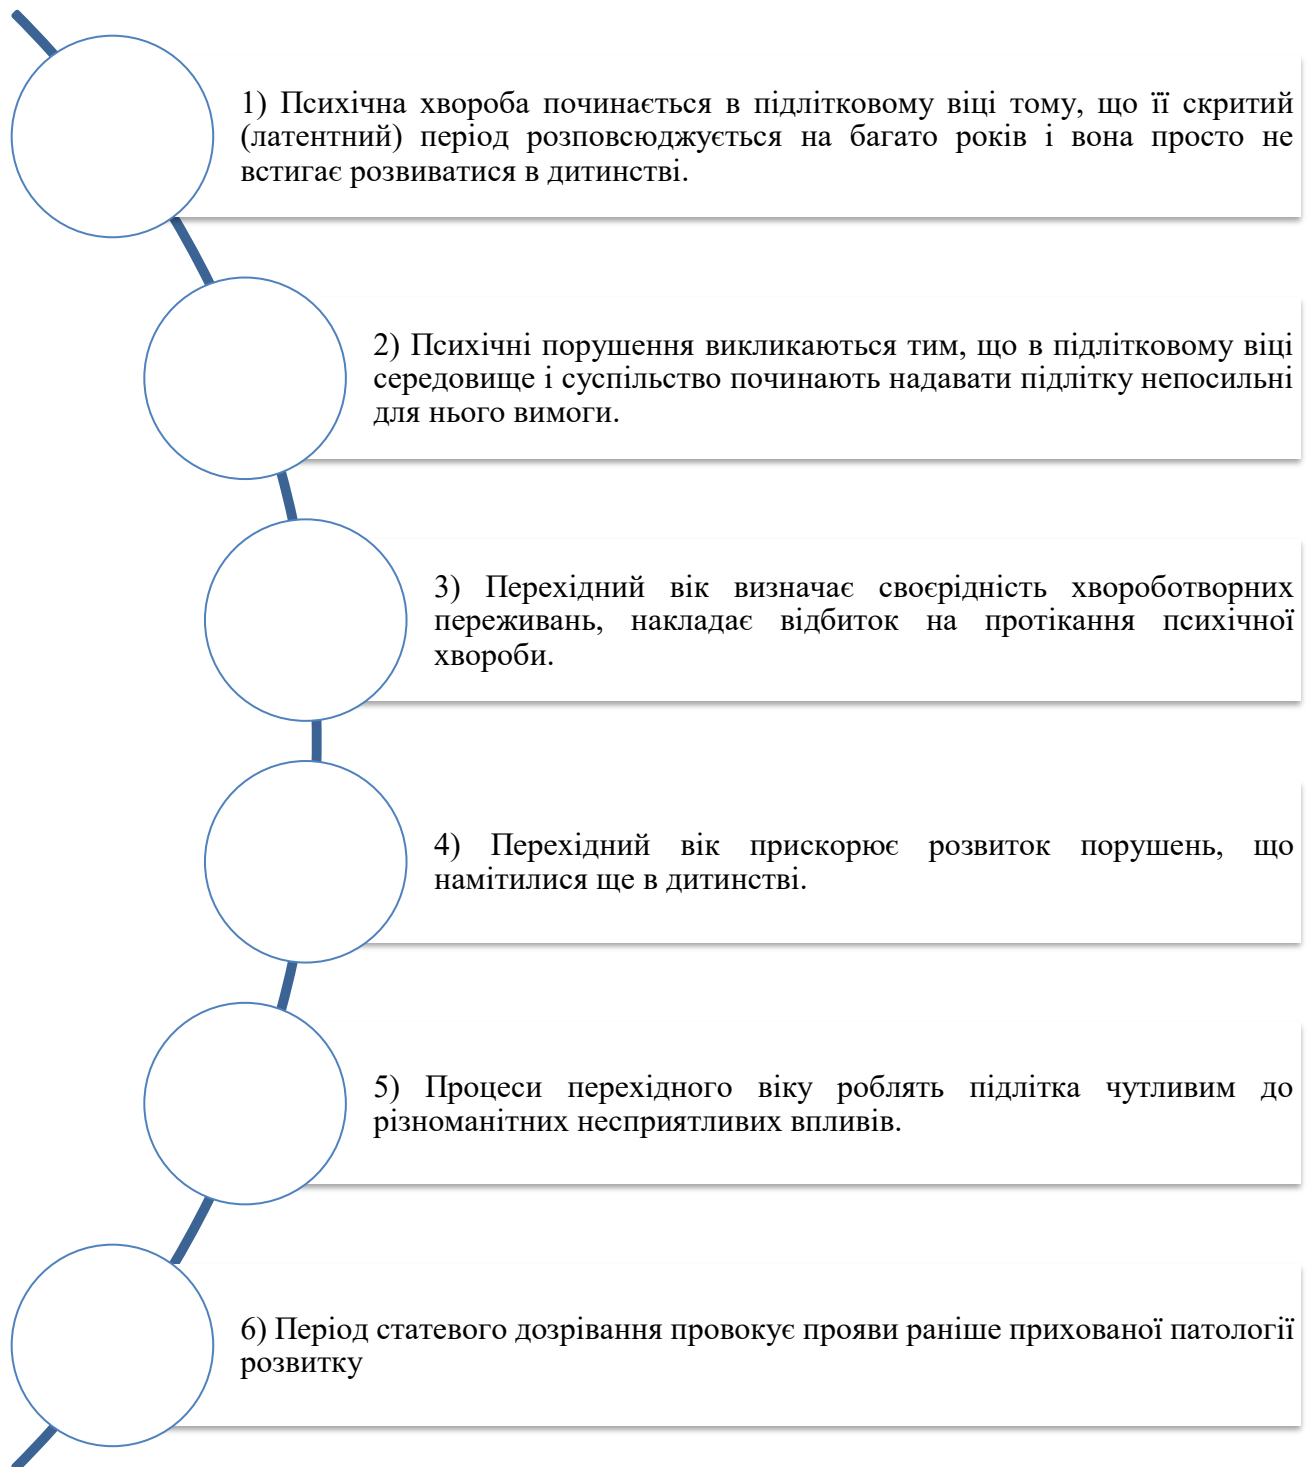 1) Психічна хвороба починається в підлітковому віці тому, що її скритий
(латентний) період розповсюджується на багато років і вона просто не
встигає розвиватися в дитинстві.
2) Психічні порушення викликаються тим, що в підлітковому віці
середовище і суспільство починають надавати підлітку непосильні
для нього вимоги.
3) Перехідний вік визначає своєрідність хвороботворних
переживань, накладає відбиток на протікання психічної
хвороби.
4) Перехідний вік прискорює розвиток порушень, що
намітилися ще в дитинстві.
5) Процеси перехідного віку роблять підлітка чутливим до
різноманітних несприятливих впливів.
6) Період статевого дозрівання провокує прояви раніше прихованої патології
розвитку